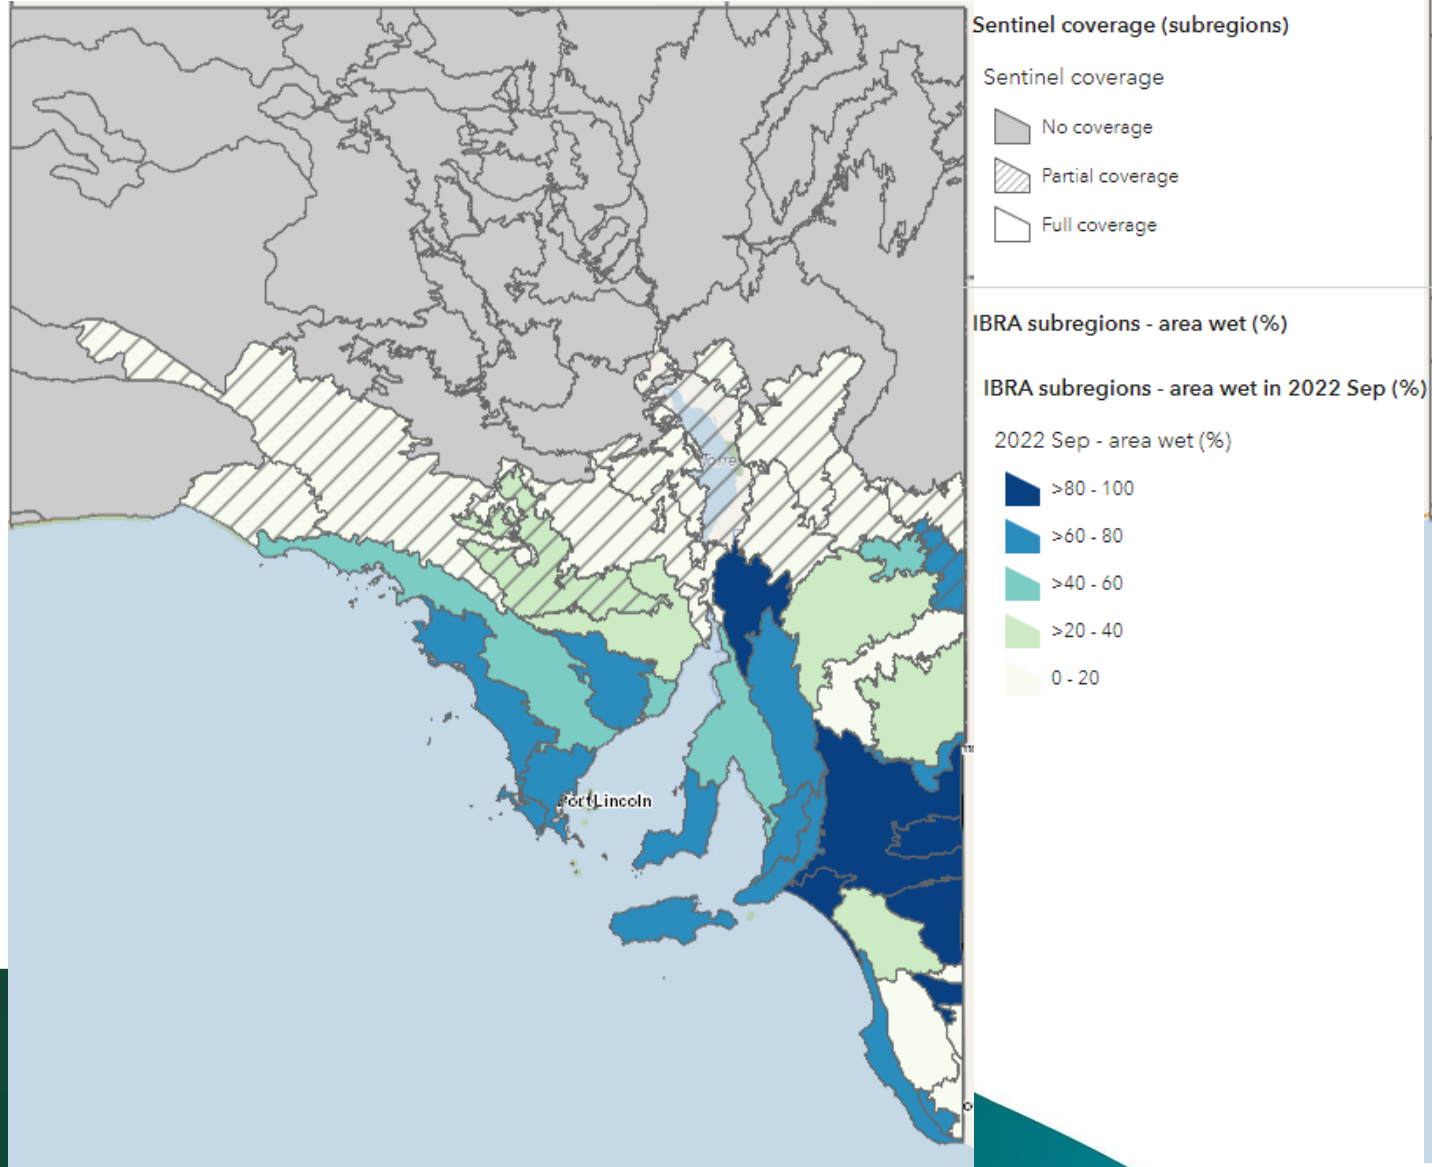 Sentinel coverage (subregions)
Sentinel coverage
No coverage
Partial coverage
Full coverage
IBRA subregions - area wet (%)
IBRA subregions - area wet in 2022 Sep (%)
2022 Sep - area wet (%)
>80 - 100
>60 - 80
>40 - 60
>20 - 40
0 - 20
Port Lincoln